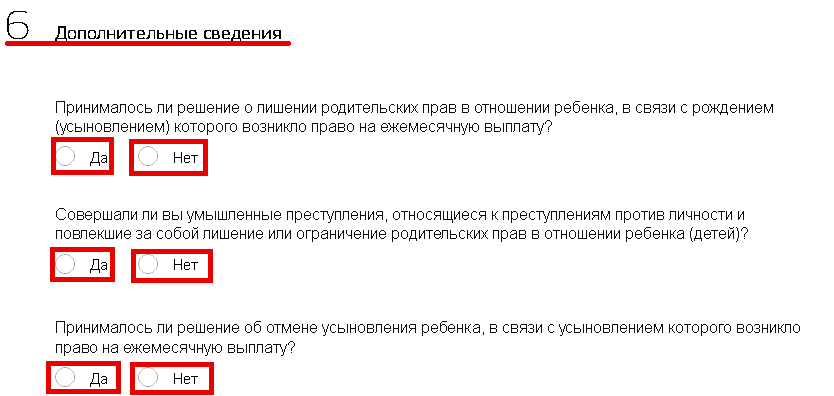 6 Дополнительные сведения
Принималось ли решение о лишении родительских прав в отношении ребенка, в связи с рождением
(усыновлением) которого возникло право на ежемесячную выплату?
Да Нет
Совершали ли вы умышленные преступления, относящиеся к преступлениям против личности и
повлекшие за собой лишение или ограничение родительских прав в отношении ребенка (детей)?
Да Нет
Принималось ли решение об отмене усыновления ребенка, в связи с усыновлением которого возникло
право на ежемесячную выплату?
Да Нет